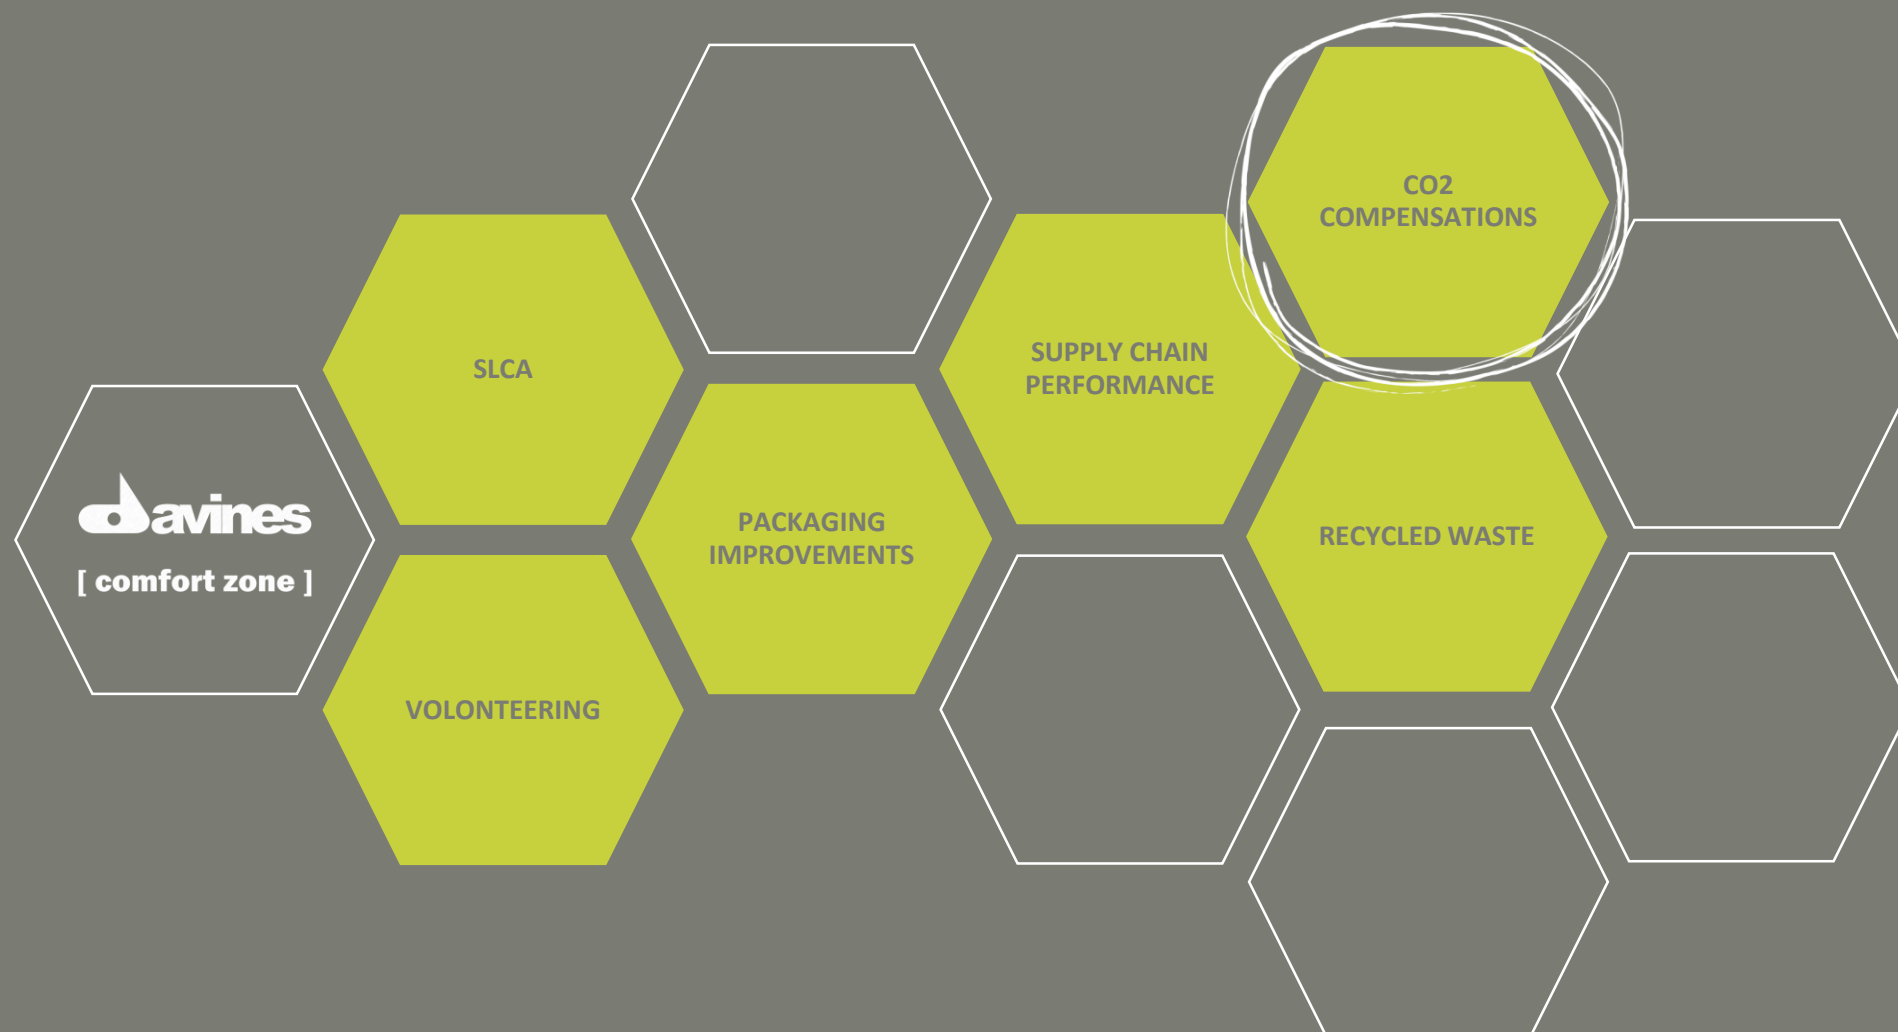 davines
[ comfort zone ]
SLCA
VOLONTEERING
PACKAGING
IMPROVEMENTS
SUPPLY CHAIN
PERFORMANCE
CO2
COMPENSATIONS
RECYCLED WASTE